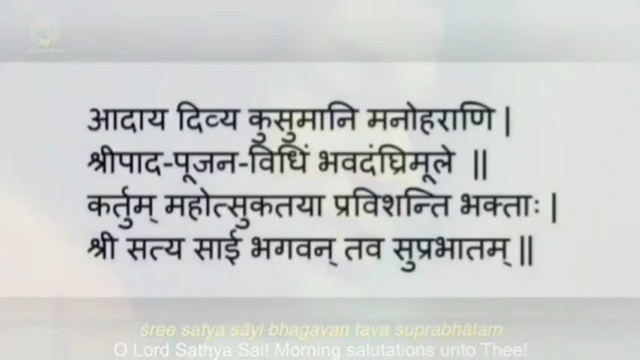 आदाय दिव्य कुसुमानि मनोहराणि |
श्रीपाद-पूजन-विधिं भवदंघ्रिमूले ||
कर्तुम् महोत्सुकतया प्रविशन्ति भक्ताः |
श्री सत्य साई भगवन् तव सुप्रभातम् ||
śree satya sāyi bhagavan tava suprabhātam
O Lord Sathya Sai! Morning salutations unto Thee!